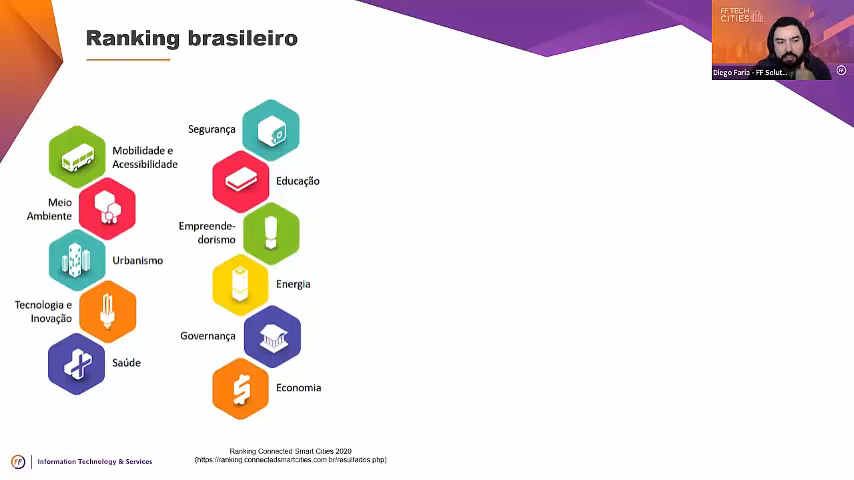 Ranking brasileiro
FF TECH
CITIES
Diego Faria - FF Solut...
FF
Mobilidade e
Acessibilidade
Meio
Ambiente
Urbanismo
Tecnologia e
Inovação
Saúde
Segurança
Educação
Empreende-
dorismo
Energia
Governança
Economia
Ranking Connected Smart Cities 2020
(https://ranking.connectedsmartcities.com.br/resultados.php)
FF
Information Technology & Services